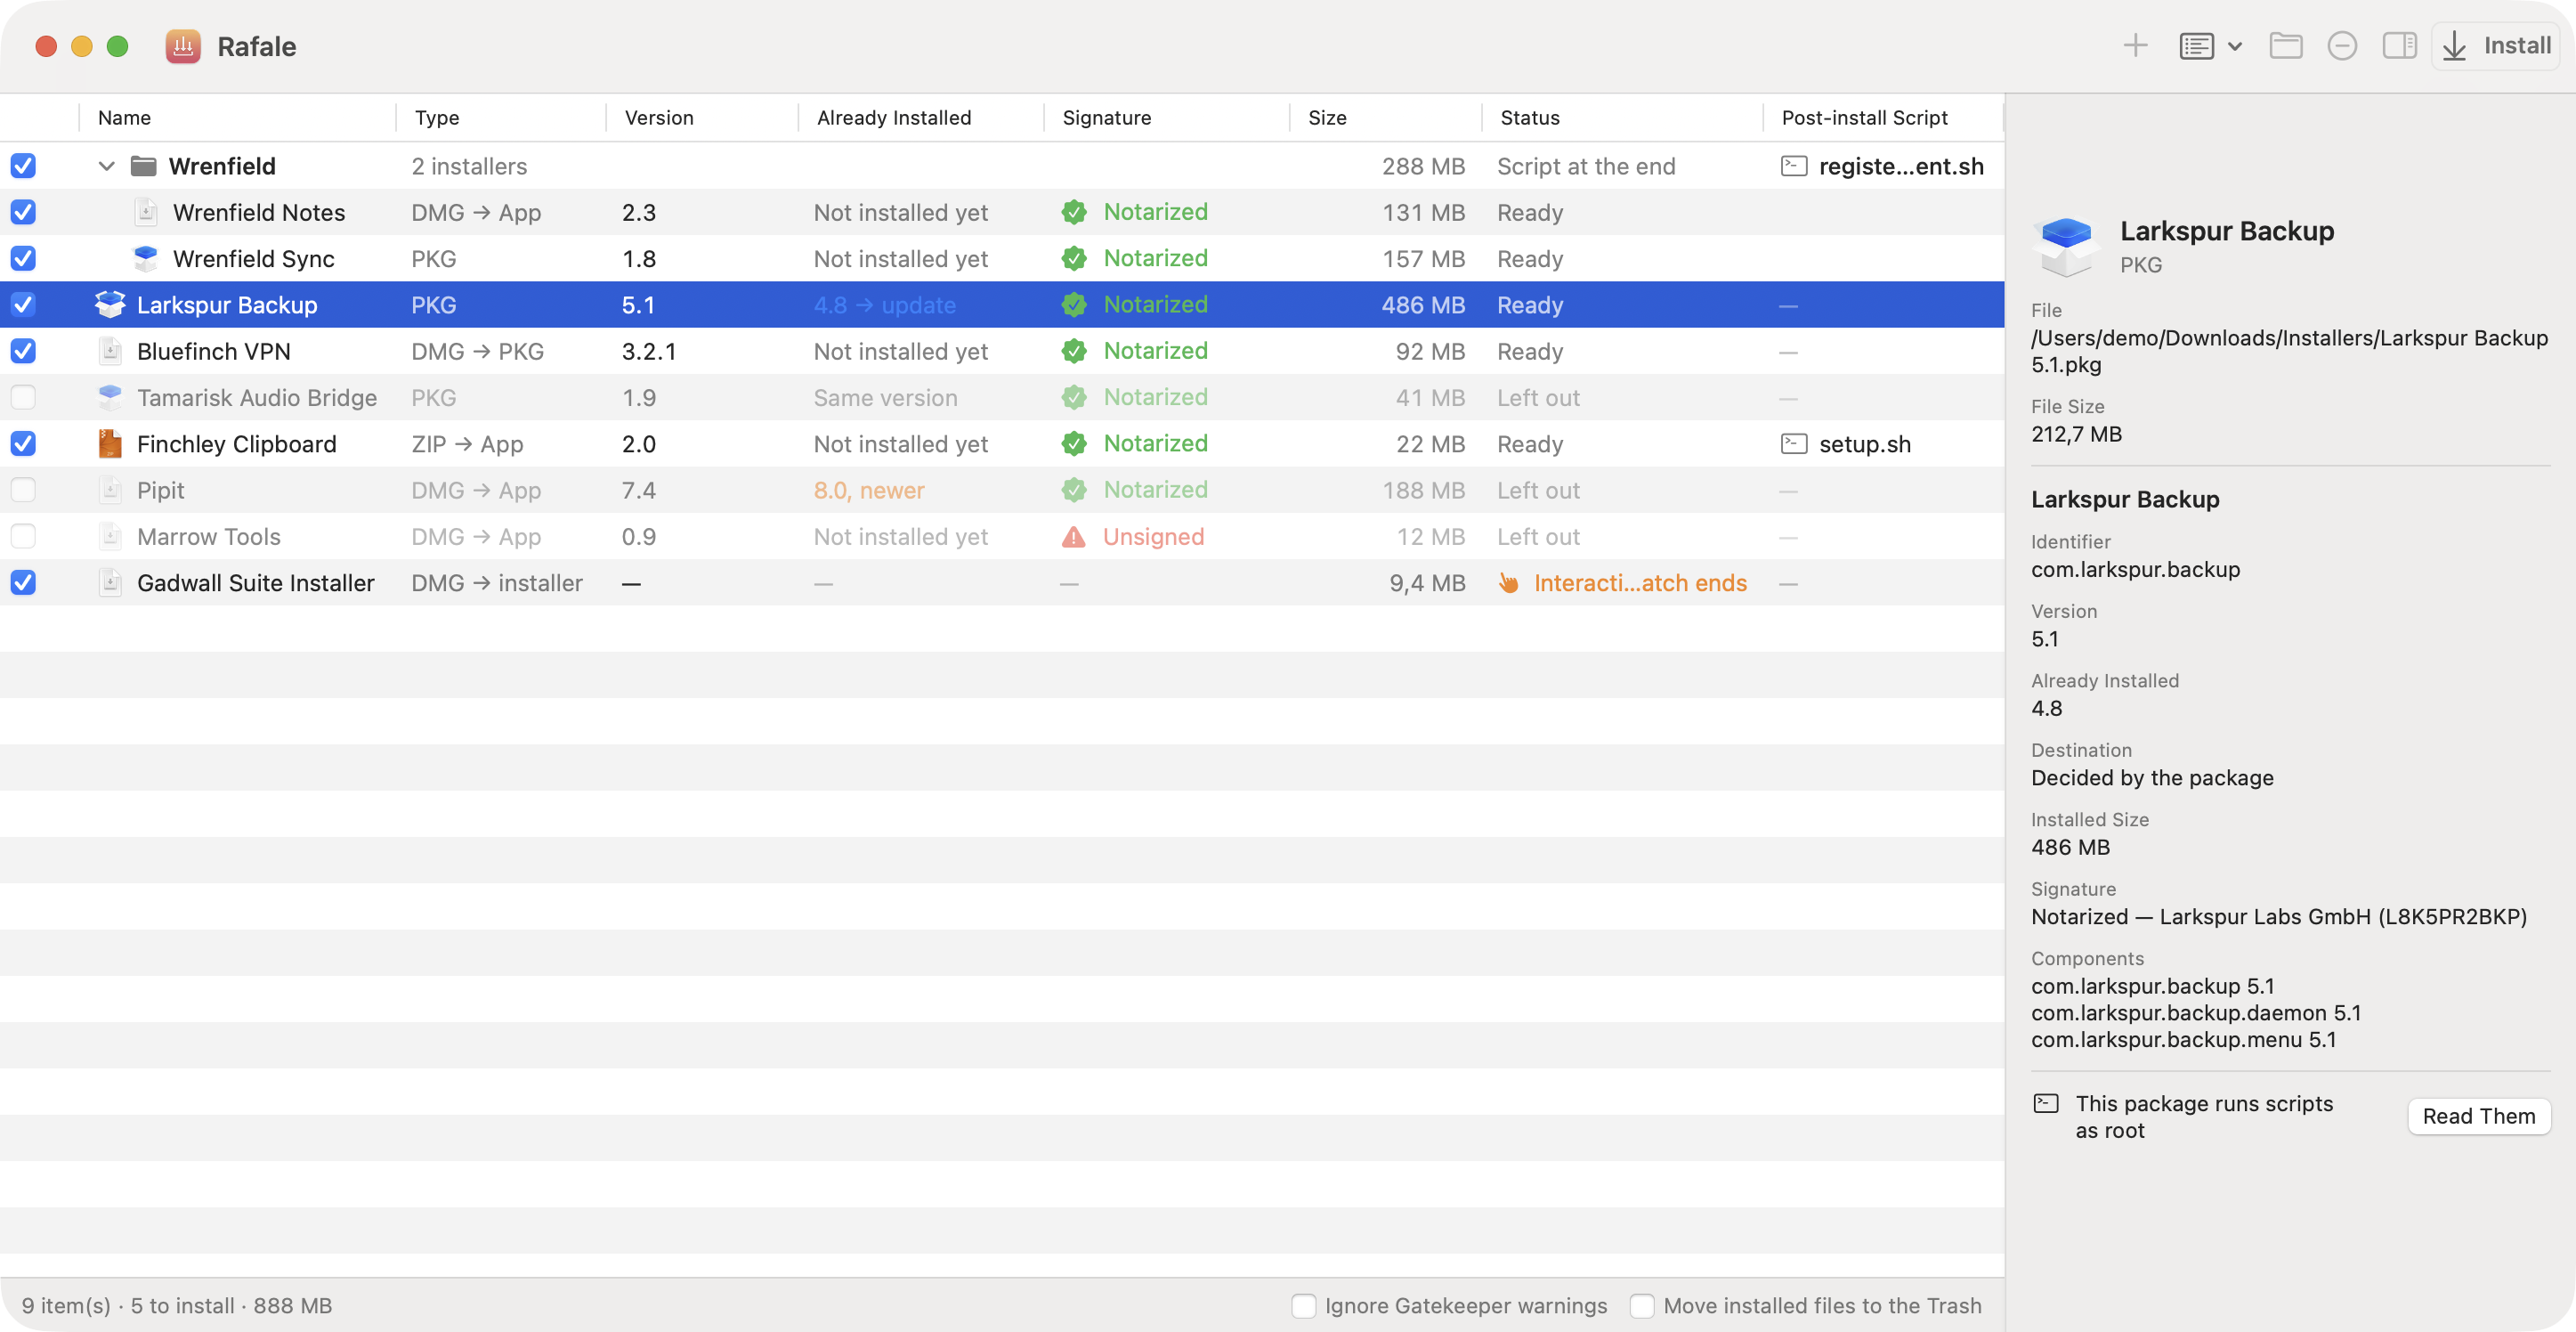 Rafale
Install
Name Type Version Already Installed Signature Size Status Post-install Script
Wrenfield 2 installers 288 MB Script at the end registe...ent.sh
Wrenfield Notes DMG → App 2.3 Not installed yet Notarized 131 MB Ready
Wrenfield Sync PKG 1.8 Not installed yet Notarized 157 MB Ready
Larkspur Backup PKG 5.1 4.8 → update Notarized 486 MB Ready —
Bluefinch VPN DMG → PKG 3.2.1 Not installed yet Notarized 92 MB Ready —
Tamarisk Audio Bridge PKG 1.9 Same version Notarized 41 MB Left out —
Finchley Clipboard ZIP → App 2.0 Not installed yet Notarized 22 MB Ready setup.sh
Pipit DMG → App 7.4 8.0, newer Notarized 188 MB Left out —
Marrow Tools DMG → App 0.9 Not installed yet Unsigned 12 MB Left out —
Gadwall Suite Installer DMG → installer — — — 9,4 MB Interacti...atch ends —
9 item(s) · 5 to install · 888 MB
Ignore Gatekeeper warnings
Move installed files to the Trash
Larkspur Backup
PKG
File
/Users/demo/Downloads/Installers/Larkspur Backup
5.1.pkg
File Size
212,7 MB
Larkspur Backup
Identifier
com.larkspur.backup
Version
5.1
Already Installed
4.8
Destination
Decided by the package
Installed Size
486 MB
Signature
Notarized — Larkspur Labs GmbH (L8K5PR2BKP)
Components
com.larkspur.backup 5.1
com.larkspur.backup.daemon 5.1
com.larkspur.backup.menu 5.1
This package runs scripts
as root
Read Them